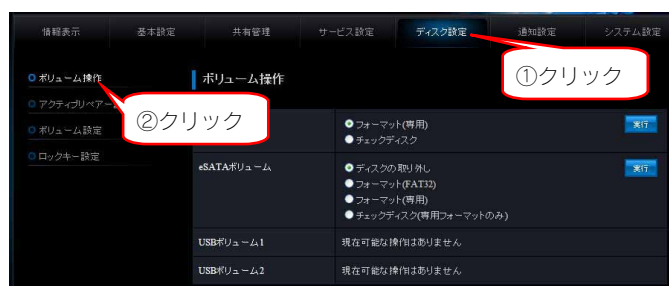 情報表示 基本設定 共有管理 サービス設定 ディスク設定 通知設定 システム設定
ボリューム操作 ボリューム操作
①クリック
アクティブリペアー
②クリック
フォーマット(専用) 実行
チェックディスク
ボリューム設定
ロックキー設定
eSATAボリューム ディスクの取り外し 実行
フォーマット(FAT32)
フォーマット(専用)
チェックディスク(専用フォーマットのみ)
USBボリューム1 現在可能な操作はありません
USBボリューム2 現在可能な操作はありません